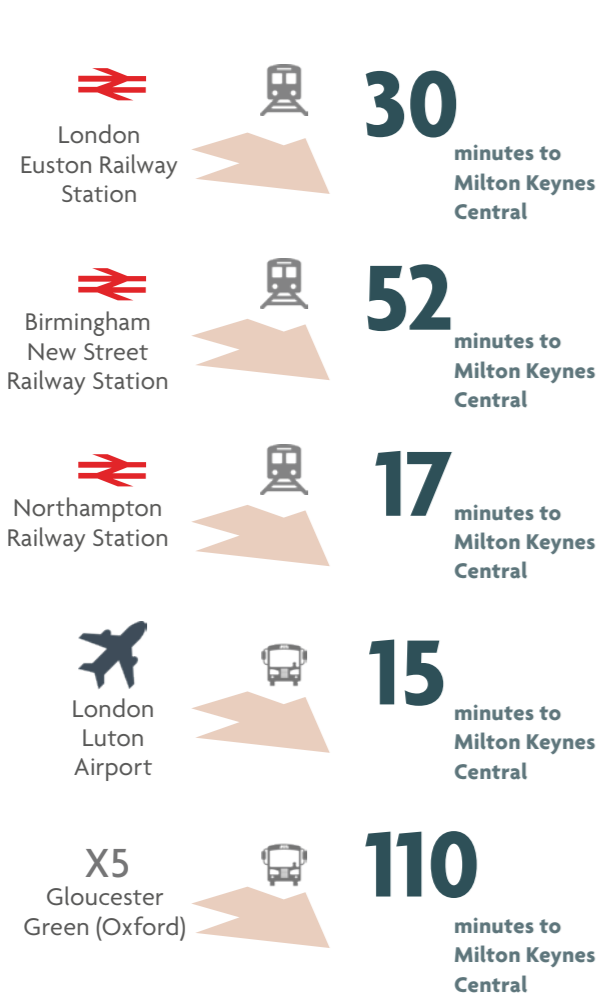 London
Euston Railway
Station
30
minutes to
Milton Keynes
Central
Birmingham
New Street
Railway Station
52
minutes to
Milton Keynes
Central
Northampton
Railway Station
17
minutes to
Milton Keynes
Central
London
Luton
Airport
15
minutes to
Milton Keynes
Central
X5
Gloucester
Green (Oxford)
110
minutes to
Milton Keynes
Central